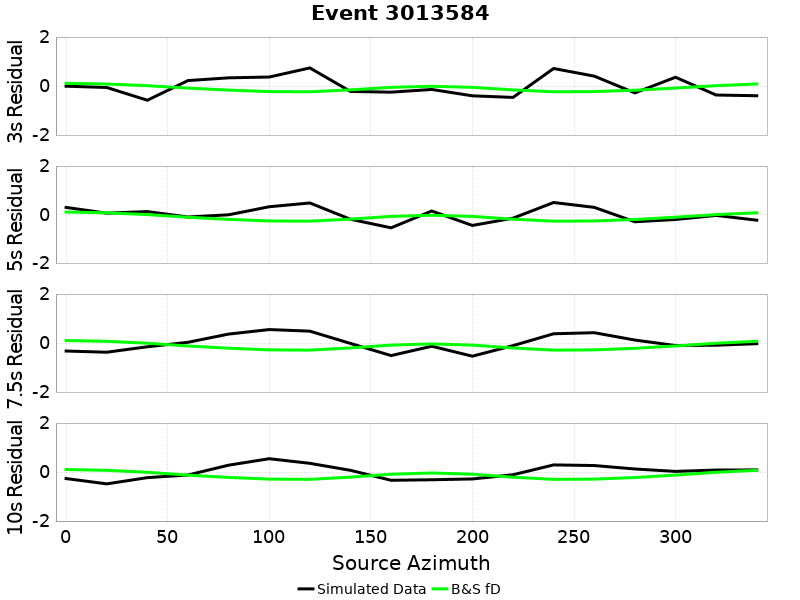 Event 3013584
3s Residual
2
0
-2
5s Residual
2
0
-2
7.5s Residual
2
0
-2
10s Residual
2
0
-2
0 50 100 150 200 250 300
Source Azimuth
Simulated Data B&S fD